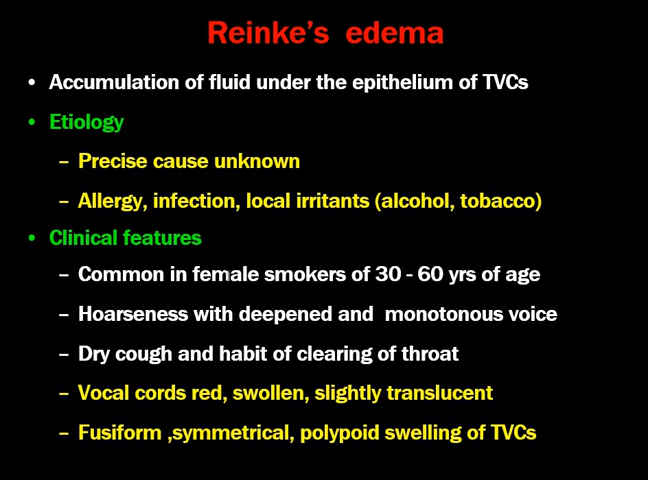 Reinke's edema
• Accumulation of fluid under the epithelium of TVCs
• Etiology
– Precise cause unknown
– Allergy, infection, local irritants (alcohol, tobacco)
• Clinical features
– Common in female smokers of 30 - 60 yrs of age
– Hoarseness with deepened and monotonous voice
– Dry cough and habit of clearing of throat
– Vocal cords red, swollen, slightly translucent
– Fusiform ,symmetrical, polypoid swelling of TVCs